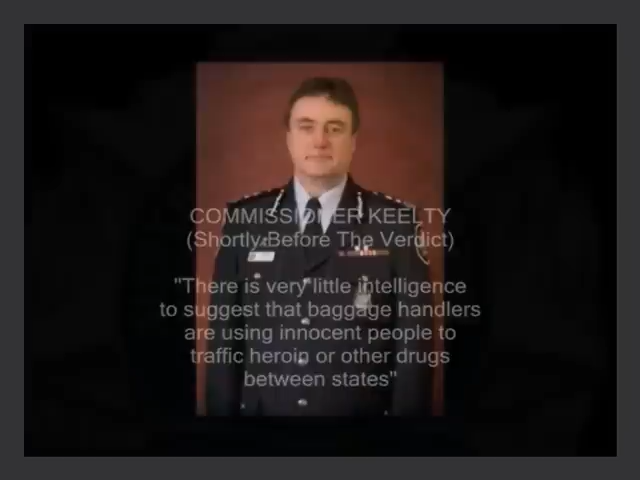 COMMISSIONER KEELTY
(Shortly Before The Verdict)
"There is very little intelligence
to suggest that baggage handlers
are using innocent people to
traffic heroin or other drugs
between states"